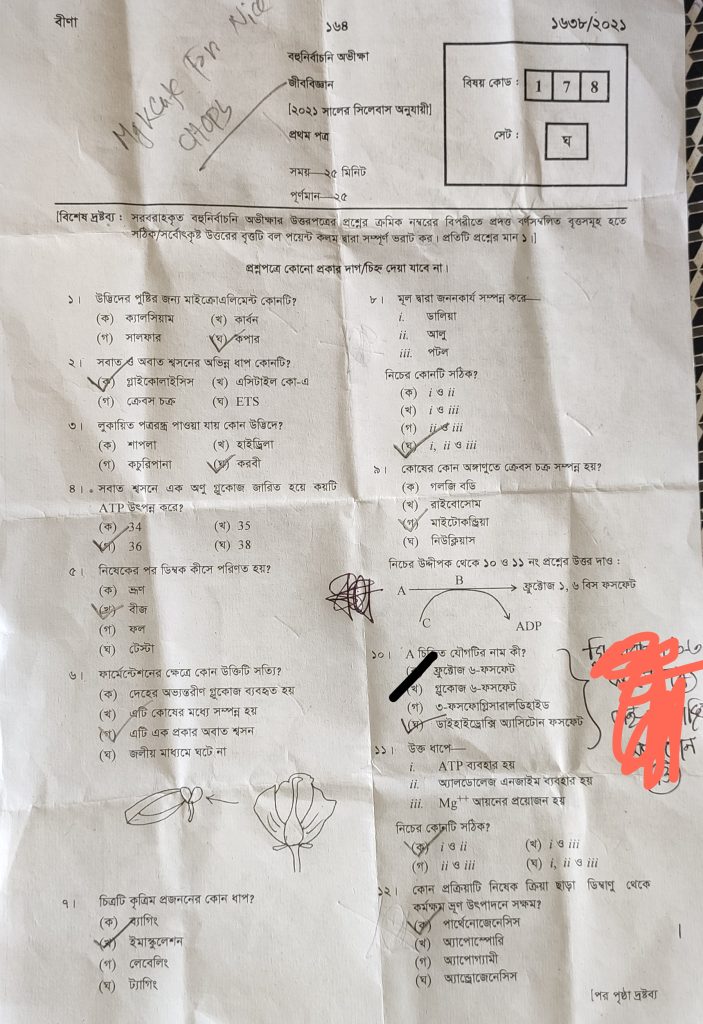 বীণা
১৬৪
১৬৩৮/২০২১
বহুনির্বাচনি অভীক্ষা
জীববিজ্ঞান
[২০২১ সালের সিলেবাস অনুযায়ী]
প্রথম পত্র
সময়—২৫ মিনিট
পূর্ণমান—২৫
বিষয় কোড : 1 7 8
সেট : ঘ
For Nice
[বিশেষ দ্রষ্টব্য : সরবরাহকৃত বহুনির্বাচনি অভীক্ষার উত্তরপত্রের প্রশ্নের ক্রমিক নম্বরের বিপরীতে প্রদত্ত বর্ণসম্বলিত বৃত্তসমূহ হতে
সঠিক/সর্বোৎকৃষ্ট উত্তরের বৃত্তটি বল পয়েন্ট কলম দ্বারা সম্পূর্ণ ভরাট কর। প্রতিটি প্রশ্নের মান ১।]
প্রশ্নপত্রে কোনো প্রকার দাগ/চিহ্ন দেয়া যাবে না।
১। উদ্ভিদের পুষ্টির জন্য মাইক্রোএলিমেন্ট কোনটি?
(ক) ক্যালসিয়াম (খ) কার্বন
(গ) সালফার (ঘ) কপার
২। সবাত ও অবাত শ্বসনের অভিন্ন ধাপ কোনটি?
(ক) গ্লাইকোলাইসিস (খ) এসিটাইল কো-এ
(গ) ক্রেবস চক্র (ঘ) ETS
৩। লুকায়িত পত্ররন্ধ্র পাওয়া যায় কোন উদ্ভিদে?
(ক) শাপলা (খ) হাইড্রিলা
(গ) কচুরিপানা (ঘ) করবী
৪। সবাত শ্বসনে এক অণু গ্লুকোজ জারিত হয়ে কয়টি
ATP উৎপন্ন করে?
(ক) 34 (খ) 35
(গ) 36 (ঘ) 38
৫। নিষেকের পর ডিম্বক কীসে পরিণত হয়?
(ক) ভ্রূণ
(খ) বীজ
(গ) ফল
(ঘ) টেস্টা
৬। ফার্মেন্টেশনের ক্ষেত্রে কোন উক্তিটি সত্যি?
(ক) দেহের অভ্যন্তরীণ গ্লুকোজ ব্যবহৃত হয়
(খ) এটি কোষের মধ্যে সম্পন্ন হয়
(গ) এটি এক প্রকার অবাত শ্বসন
(ঘ) জলীয় মাধ্যমে ঘটে না
৭। চিত্রটি কৃত্রিম প্রজননের কোন ধাপ?
(ক) ব্যাগিং
(খ) ইমাস্কুলেশন
(গ) লেবেলিং
(ঘ) ট্যাগিং
৮। মূল দ্বারা জননকার্য সম্পন্ন করে—
i. ডালিয়া
ii. আলু
iii. পটল
নিচের কোনটি সঠিক?
(ক) i ও ii
(খ) i ও iii
(গ) ii ও iii
(ঘ) i, ii ও iii
৯। কোষের কোন অঙ্গাণুতে ক্রেবস চক্র সম্পন্ন হয়?
(ক) গলজি বডি
(খ) রাইবোসোম
(গ) মাইটোকন্ড্রিয়া
(ঘ) নিউক্লিয়াস
নিচের উদ্দীপক থেকে ১০ ও ১১ নং প্রশ্নের উত্তর দাও :
A B ফ্রুক্টোজ ১, ৬ বিস ফসফেট
C ADP
১০। A চিহ্নিত যৌগটির নাম কী?
ফ্রুক্টোজ ৬-ফসফেট
(খ) গ্লুকোজ ৬-ফসফেট
(গ) ৩-ফসফোগ্লিসারালডিহাইড
(ঘ) ডাইহাইড্রোক্সি অ্যাসিটোন ফসফেট
১১। উক্ত ধাপে—
i. ATP ব্যবহার হয়
ii. অ্যালডোলেজ এনজাইম ব্যবহার হয়
iii. Mg++ আয়নের প্রয়োজন হয়
নিচের কোনটি সঠিক?
(ক) i ও ii (খ) i ও iii
(গ) ii ও iii (ঘ) i, ii ও iii
১২। কোন প্রক্রিয়াটি নিষেক ক্রিয়া ছাড়া ডিম্বাণু থেকে
কর্মক্ষম ভ্রূণ উৎপাদনে সক্ষম?
(ক) পার্থেনোজেনেসিস
(খ) অ্যাপোস্পোরি
(গ) অ্যাপোগ্যামী
(ঘ) অ্যান্ড্রোজেনেসিস
[পর পৃষ্ঠা দ্রষ্টব্য